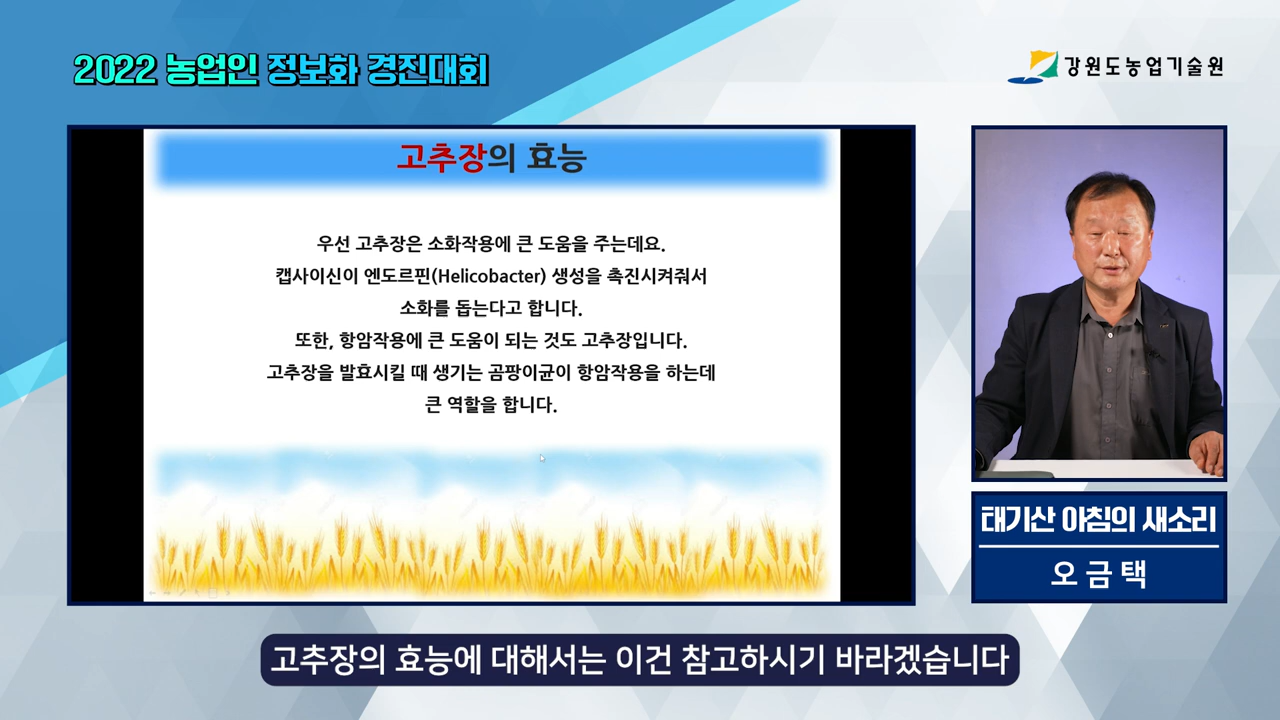 2022 농업인 정보화 경진대회
강원도농업기술원
고추장의 효능
우선 고추장은 소화작용에 큰 도움을 주는데요.
캡사이신이 엔도르핀(Helicobacter) 생성을 촉진시켜줘서
소화를 돕는다고 합니다.
또한, 항암작용에 큰 도움이 되는 것도 고추장입니다.
고추장을 발효시킬 때 생기는 곰팡이균이 항암작용을 하는데
큰 역할을 합니다.
태기산 아침의 새소리
오금택
고추장의 효능에 대해서는 이건 참고하시기 바라겠습니다